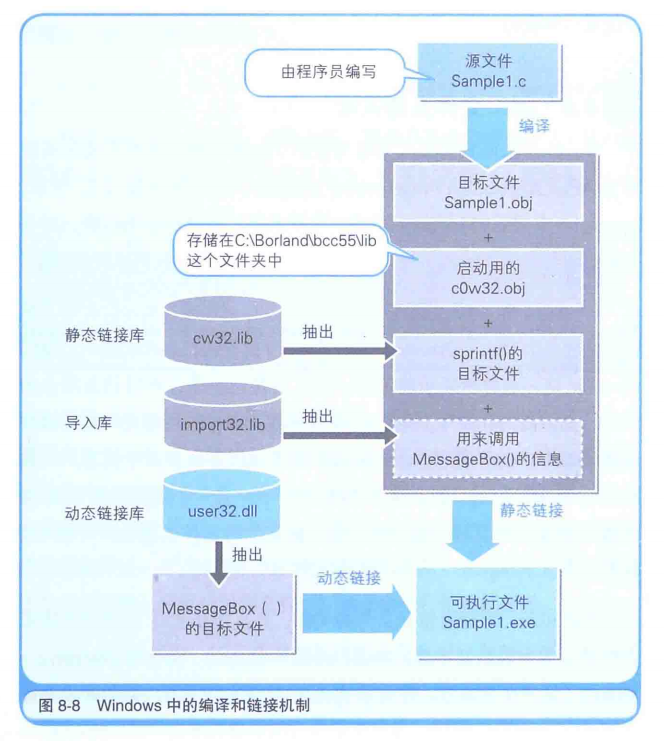 由程序员编写
源文件
Sample1.c
编译
目标文件
Sample1.obj
+
存储在C:\Borland\bcc55\lib
这个文件夹中
启动用的
c0w32.obj
+
静态链接库
cw32.lib
抽出
sprintf()的
目标文件
+
导入库
import32.lib
抽出
用来调用
MessageBox()的信息
动态链接库
user32.dll
静态链接
抽出
MessageBox ( )
的目标文件
动态链接
可执行文件
Sample1.exe
图 8-8 Windows 中的编译和链接机制